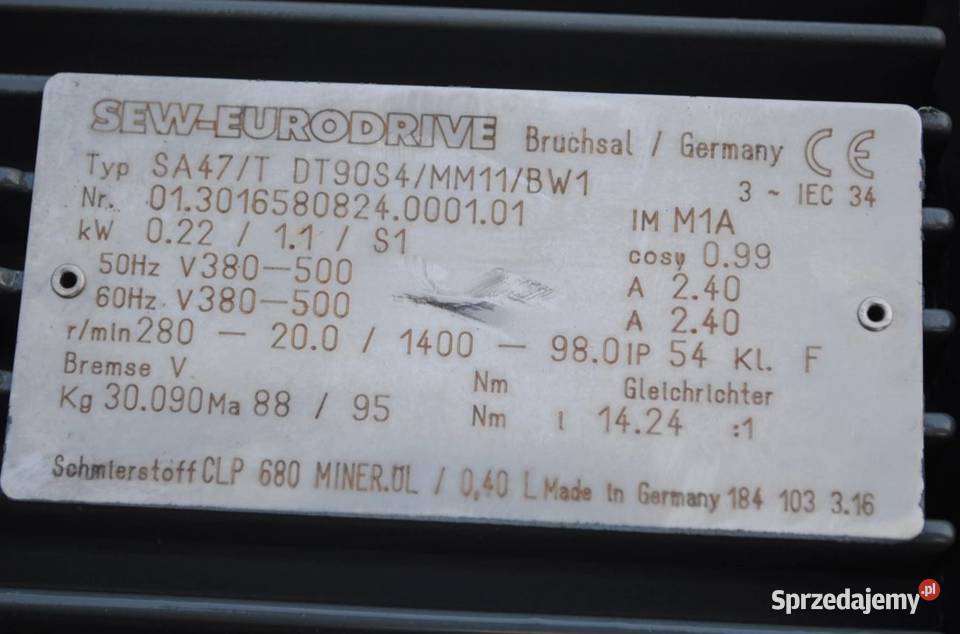 SEW-EURODRIVE Bruchsal / Germany CE
Typ SA47/T DT90S4/MM11/BW1 3 ~ IEC 34
Nr. 01.3016580824.0001.01 IM M1A
kW 0.22 / 1.1 / S1 cosφ 0.99
50Hz V 380-500 A 2.40
60Hz V 380-500 A 2.40
r/min 280 - 20.0 / 1400 - 98.0 IP 54 Kl. F
Bremse V Nm Gleichrichter
Kg 30.090 Ma 88 / 95 Nm i 14.24 :1
Schmierstoff CLP 680 MINER.ÖL / 0,40 L Made in Germany 184 103 3.16
Sprzedajemy.pl